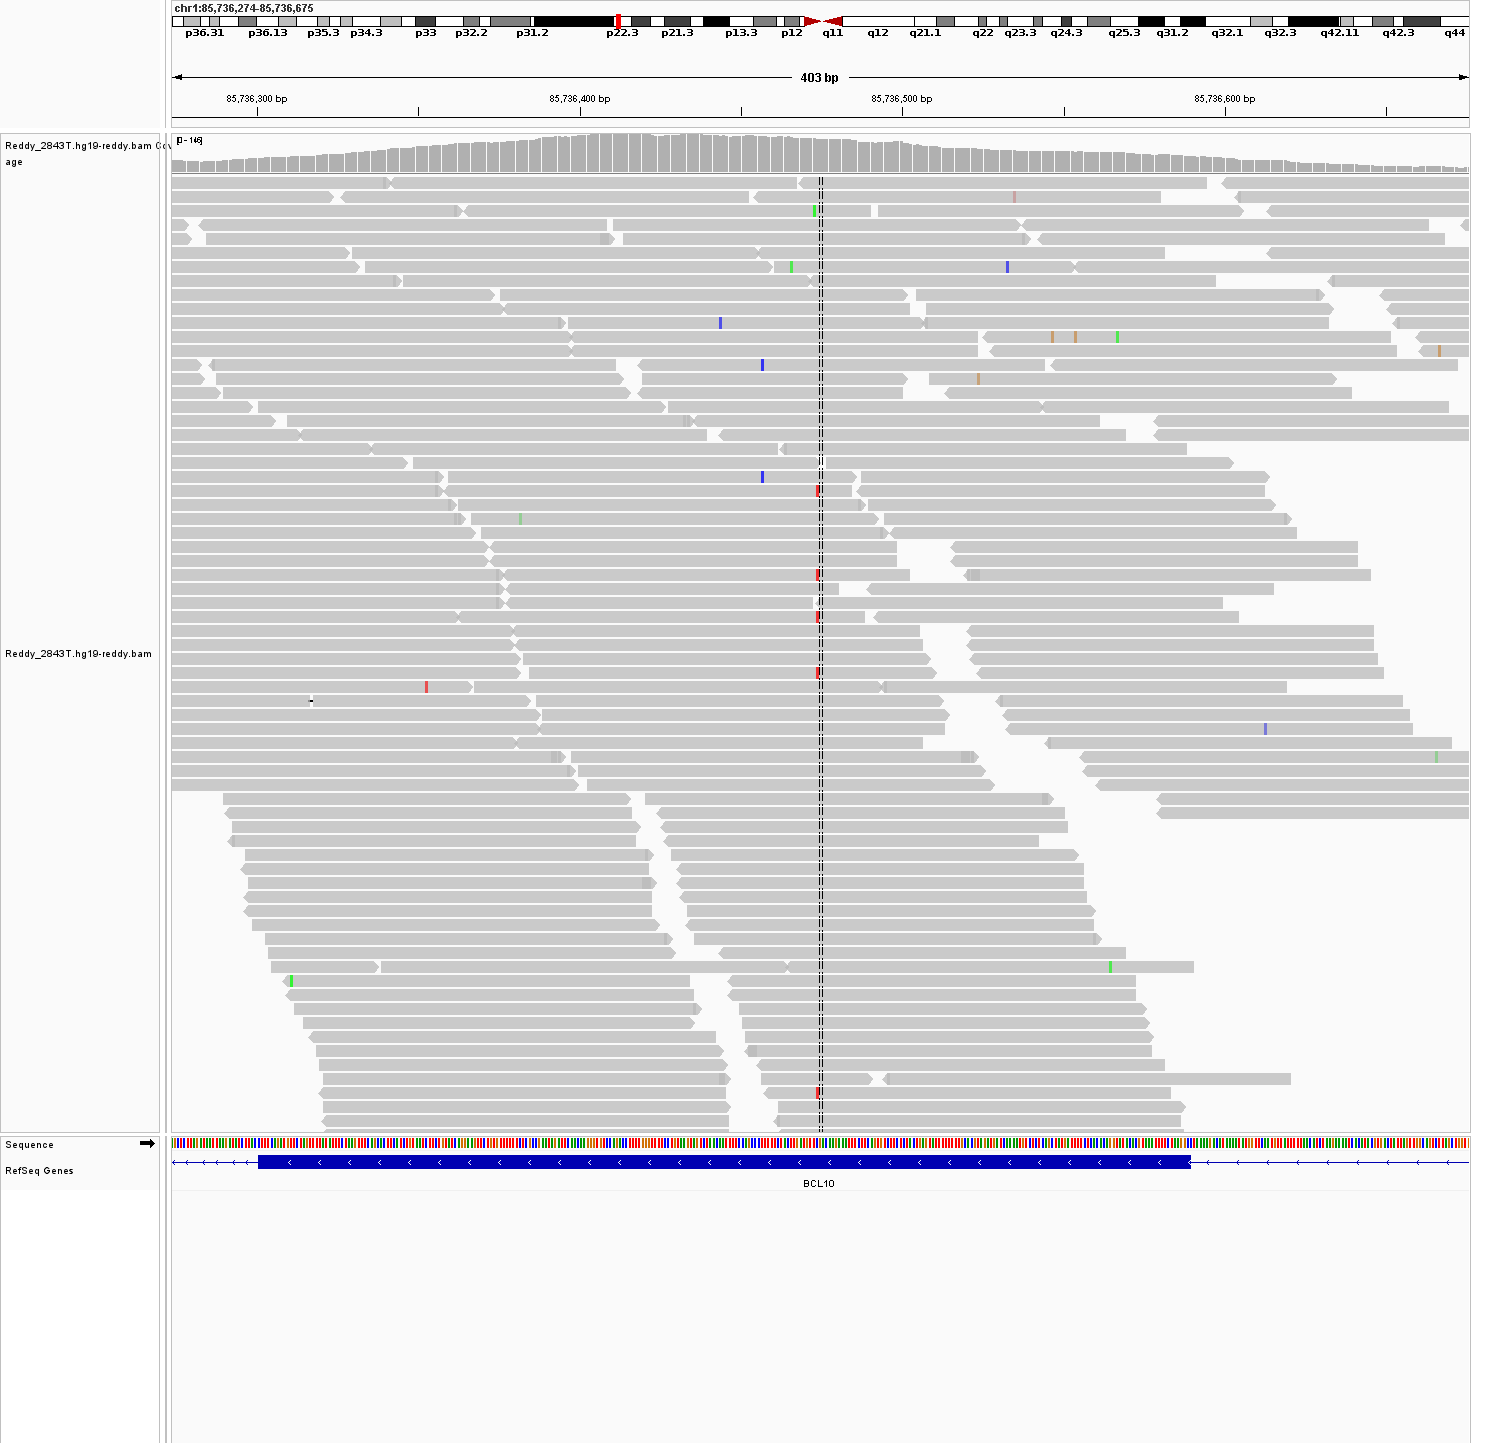 chr1:85,736,274-85,736,675
p36.31 p36.13 p35.3 p34.3 p33 p32.2 p31.2 p22.3 p21.3 p13.3 p12 q11 q12 q21.1 q22 q23.3 q24.3 q25.3 q31.2 q32.1 q32.3 q42.11 q42.3 q44
403 bp
85,736,300 bp 85,736,400 bp 85,736,500 bp 85,736,600 bp
[0 - 146]
Reddy_2843T.hg19-reddy.bam Cov
age
Reddy_2843T.hg19-reddy.bam
Sequence
RefSeq Genes
BCL10